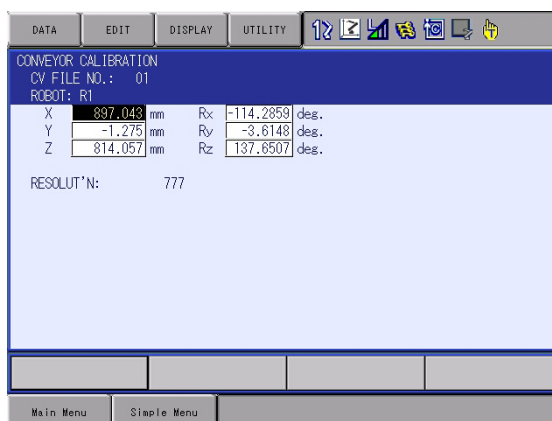 DATA EDIT DISPLAY UTILITY
CONVEYOR CALIBRATION
CV FILE NO.: 01
ROBOT: R1
X 897.043 mm Rx -114.2859 deg.
Y -1.275 mm Ry -3.6148 deg.
Z 814.057 mm Rz 137.6507 deg.
RESOLUT'N: 777
Main Menu Simple Menu